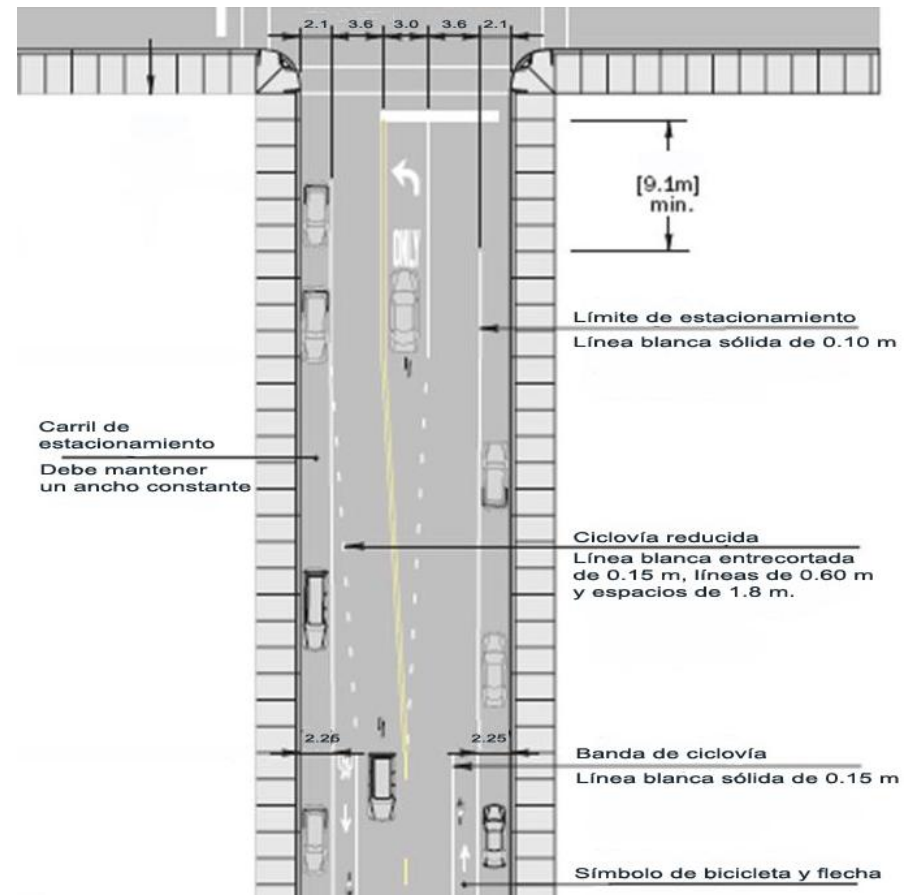 2.1 3.6 3.0 3.6 2.1
[9.1m]
min.
ONLY
Límite de estacionamiento
Línea blanca sólida de 0.10 m
Carril de
estacionamiento
Debe mantener
un ancho constante
Ciclovía reducida
Línea blanca entrecortada
de 0.15 m, líneas de 0.60 m
y espacios de 1.8 m.
2.25 2.25
Banda de ciclovía
Línea blanca sólida de 0.15 m
Símbolo de bicicleta y flecha